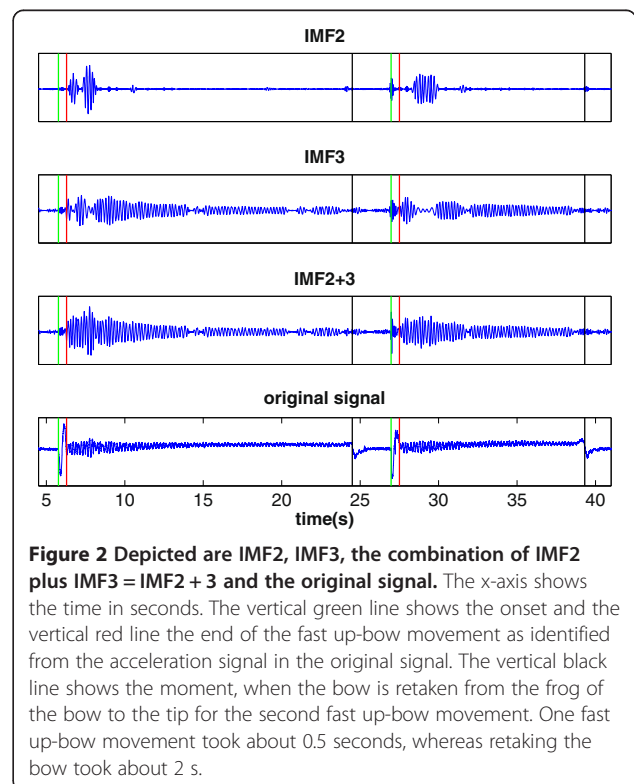 IMF2
IMF3
IMF2+3
original signal
5 10 15 20 25 30 35 40
time(s)
Figure 2 Depicted are IMF2, IMF3, the combination of IMF2
plus IMF3 = IMF2 + 3 and the original signal. The x-axis shows
the time in seconds. The vertical green line shows the onset and the
vertical red line the end of the fast up-bow movement as identified
from the acceleration signal in the original signal. The vertical black
line shows the moment, when the bow is retaken from the frog of
the bow to the tip for the second fast up-bow movement. One fast
up-bow movement took about 0.5 seconds, whereas retaking the
bow took about 2 s.